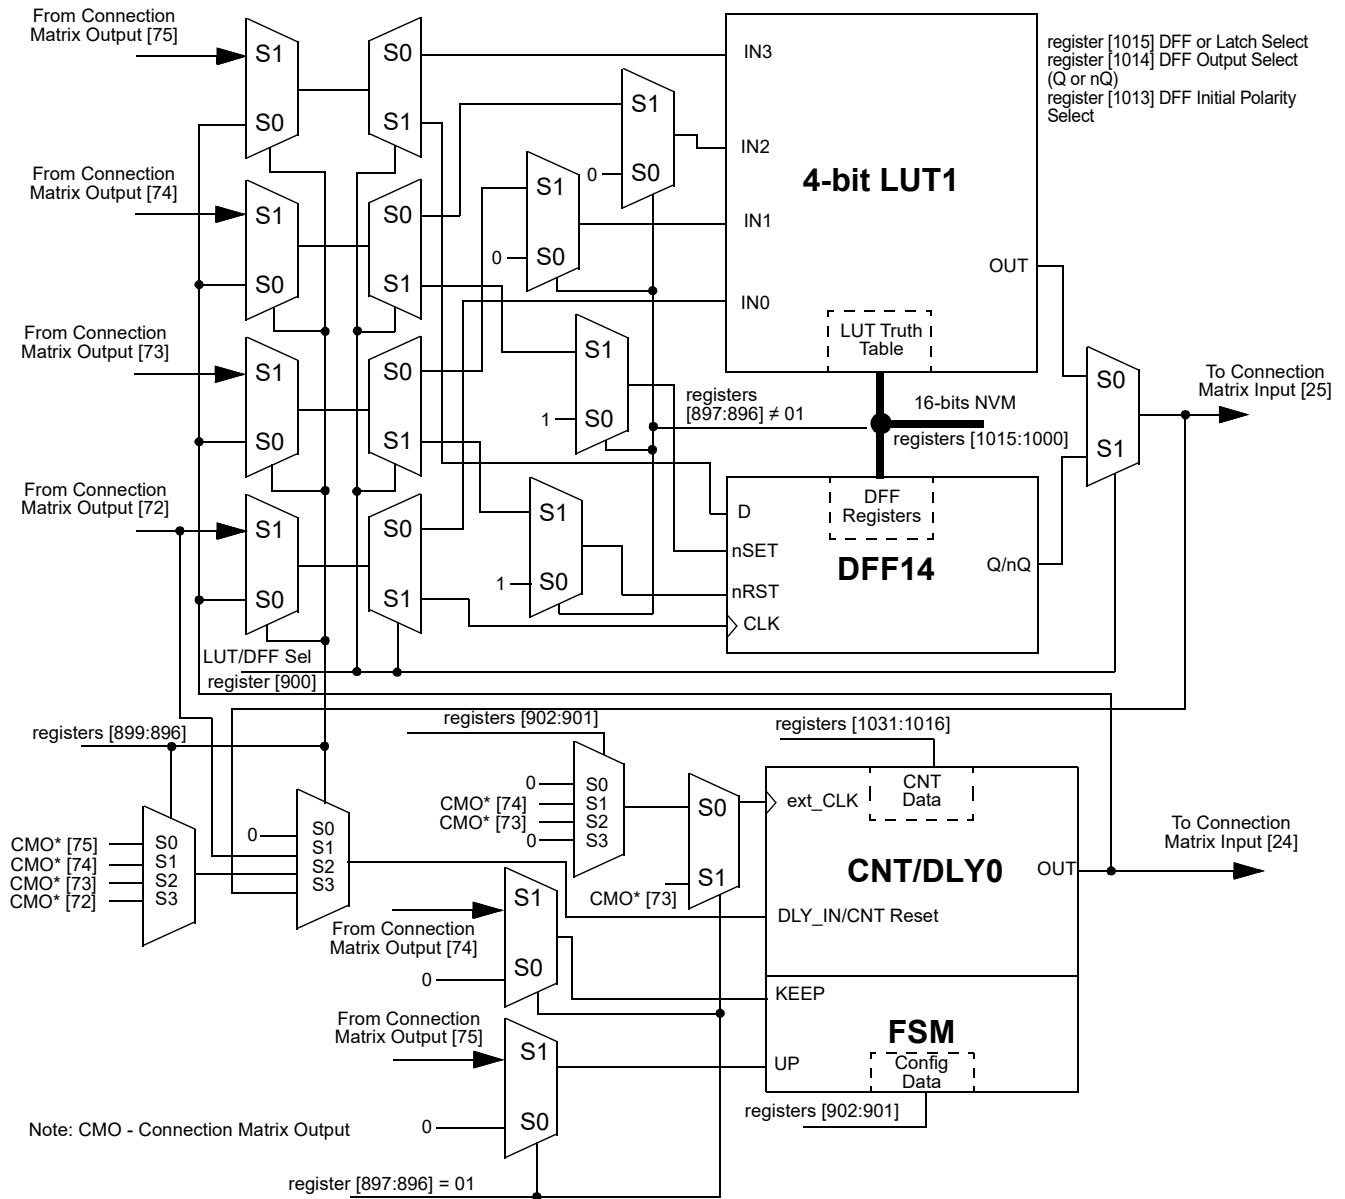 From Connection
Matrix Output [75]
S1
S0
S0
S1
From Connection
Matrix Output [74]
S1
S0
S0
S1
From Connection
Matrix Output [73]
S1
S0
S0
S1
From Connection
Matrix Output [72]
S1
S0
S0
S1
S1
0
S0
S1
0
S0
S1
1
S0
S1
1
S0
IN3
IN2
IN1
IN0
4-bit LUT1
OUT
LUT Truth
Table
register [1015] DFF or Latch Select
register [1014] DFF Output Select
(Q or nQ)
register [1013] DFF Initial Polarity
Select
registers
[897:896] ≠ 01
16-bits NVM
registers [1015:1000]
S0
S1
To Connection
Matrix Input [25]
DFF
Registers
D
nSET
nRST
CLK
DFF14
Q/nQ
LUT/DFF Sel
register [900]
registers [899:896]
CMO* [75]
CMO* [74]
CMO* [73]
CMO* [72]
S0
S1
S2
S3
0
S0
S1
S2
S3
registers [902:901]
0
CMO* [74]
CMO* [73]
0
S0
S1
S2
S3
S0
S1
CMO* [73]
registers [1031:1016]
CNT
Data
ext_CLK
CNT/DLY0
OUT
DLY_IN/CNT Reset
To Connection
Matrix Input [24]
From Connection
Matrix Output [74]
S1
0
S0
KEEP
FSM
UP
Config
Data
registers [902:901]
From Connection
Matrix Output [75]
S1
0
S0
Note: CMO - Connection Matrix Output
register [897:896] = 01